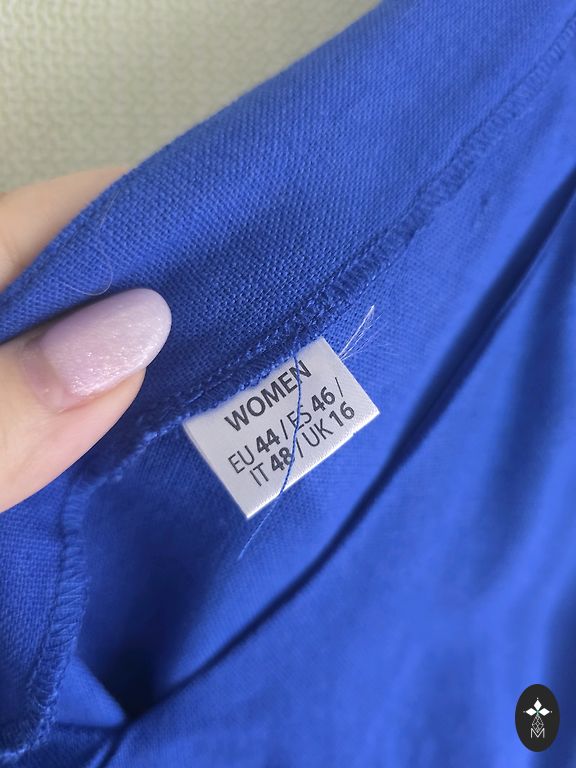 WOMEN
EU 44 / ES 46 /
IT 48 / UK 16
M